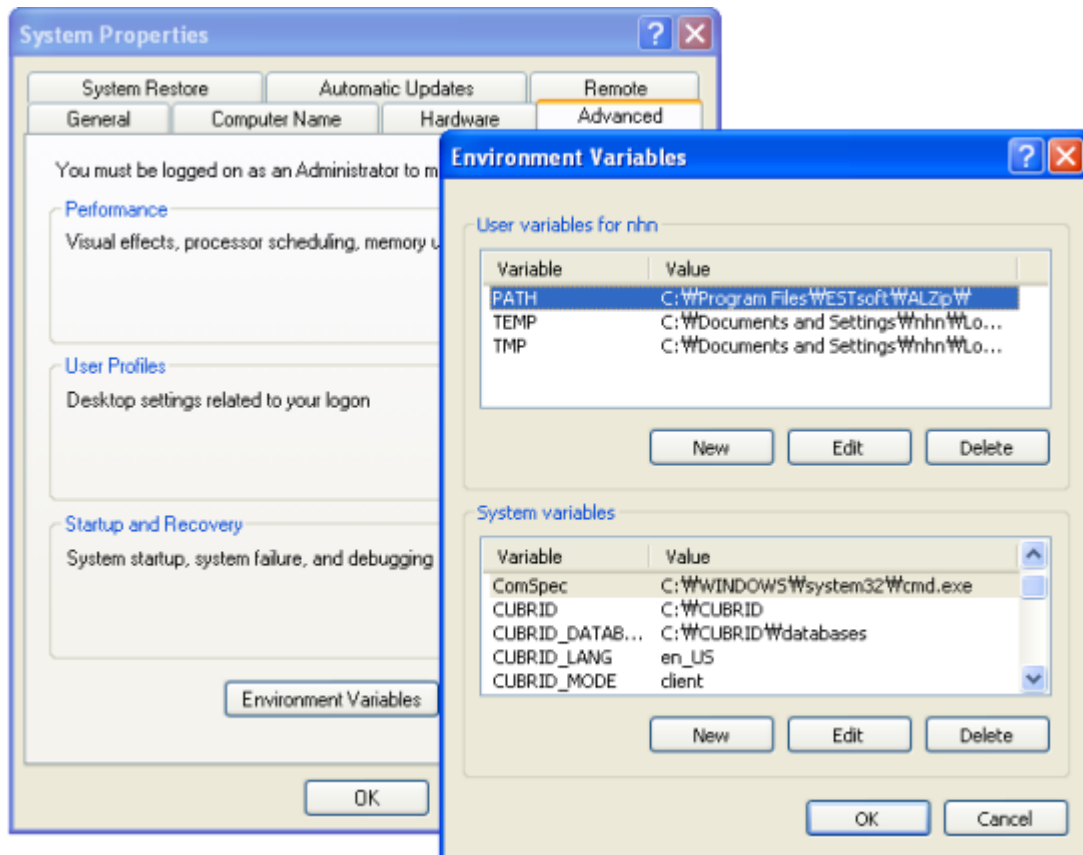 System Properties
System Restore Automatic Updates Remote
General Computer Name Hardware Advanced
You must be logged on as an Administrator to m
Performance
Visual effects, processor scheduling, memory u
User Profiles
Desktop settings related to your logon
Startup and Recovery
System startup, system failure, and debugging
Environment Variables
OK
Environment Variables
User variables for nhn
Variable Value
PATH C:₩Program Files₩ESTsoft₩ALZip₩
TEMP C:₩Documents and Settings₩nhn₩Lo...
TMP C:₩Documents and Settings₩nhn₩Lo...
New Edit Delete
System variables
Variable Value
ComSpec C:₩WINDOWS₩system32₩cmd.exe
CUBRID C:₩CUBRID
CUBRID_DATAB... C:₩CUBRID₩databases
CUBRID_LANG en_US
CUBRID_MODE client
New Edit Delete
OK Cancel